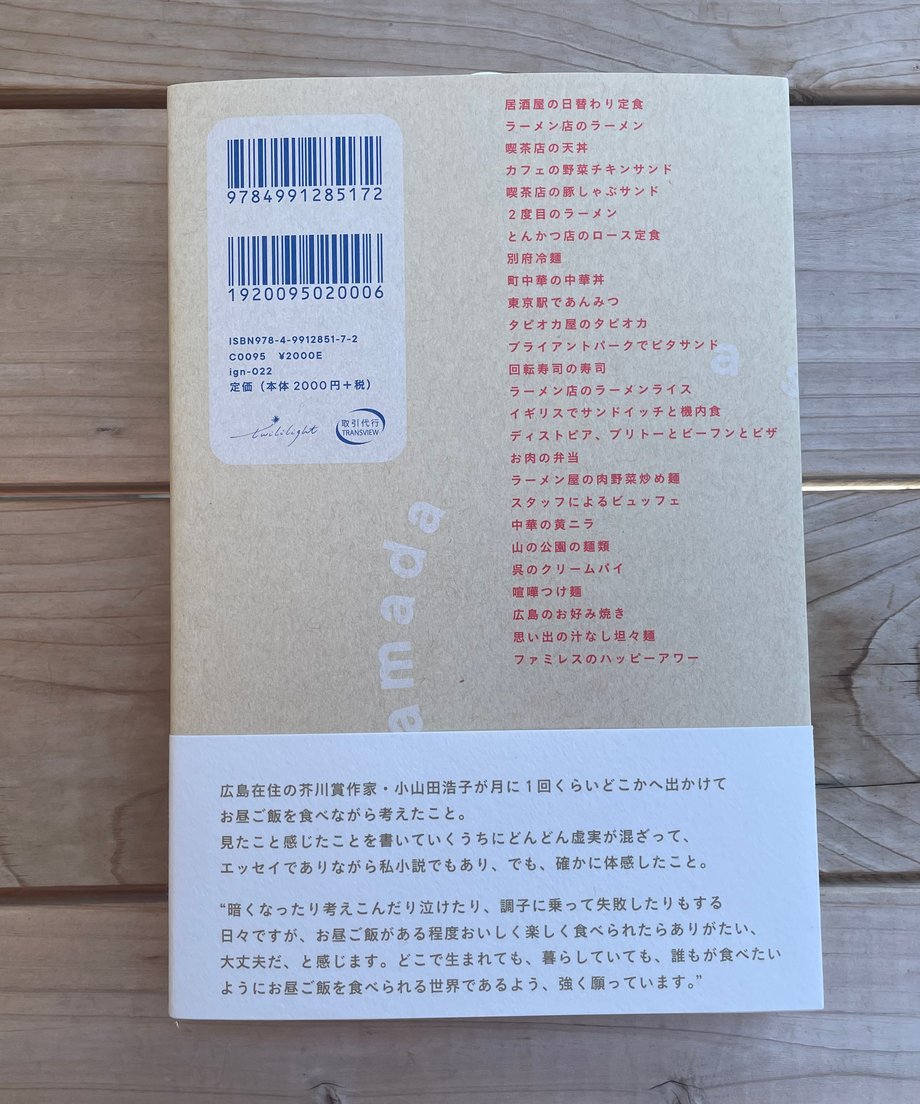 9784991285172
1920095020006
ISBN978-4-9912851-7-2
C0095 ¥2000E
ign-022
定価（本体2000円＋税）
twililight
取引代行
TRANSVIEW
居酒屋の日替わり定食
ラーメン店のラーメン
喫茶店の天丼
カフェの野菜チキンサンド
喫茶店の豚しゃぶサンド
２度目のラーメン
とんかつ店のロース定食
別府冷麺
町中華の中華丼
東京駅であんみつ
タピオカ屋のタピオカ
ブライアントパークでピタサンド
回転寿司の寿司
ラーメン店のラーメンライス
イギリスでサンドイッチと機内食
ディストピア、ブリトーとビーフンとピザ
お肉の弁当
ラーメン屋の肉野菜炒め麺
スタッフによるビュッフェ
中華の黄ニラ
山の公園の麺類
呉のクリームパイ
喧嘩つけ麺
広島のお好み焼き
思い出の汁なし坦々麺
ファミレスのハッピーアワー
a
amada
広島在住の芥川賞作家・小山田浩子が月に１回くらいどこかへ出かけて
お昼ご飯を食べながら考えたこと。
見たこと感じたことを書いていくうちにどんどん虚実が混ざって、
エッセイでありながら私小説でもあり、でも、確かに体感したこと。
“暗くなったり考えこんだり泣けたり、調子に乗って失敗したりもする
日々ですが、お昼ご飯がある程度おいしく楽しく食べられたらありがたい、
大丈夫だ、と感じます。どこで生まれても、暮らしていても、誰もが食べたい
ようにお昼ご飯を食べられる世界であるよう、強く願っています。”